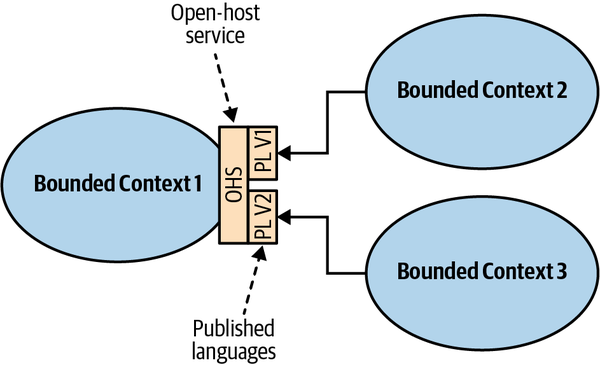 Open-host
service
Bounded Context 2
PL V1
Bounded Context 1
OHS
PL V2
Bounded Context 3
Published
languages